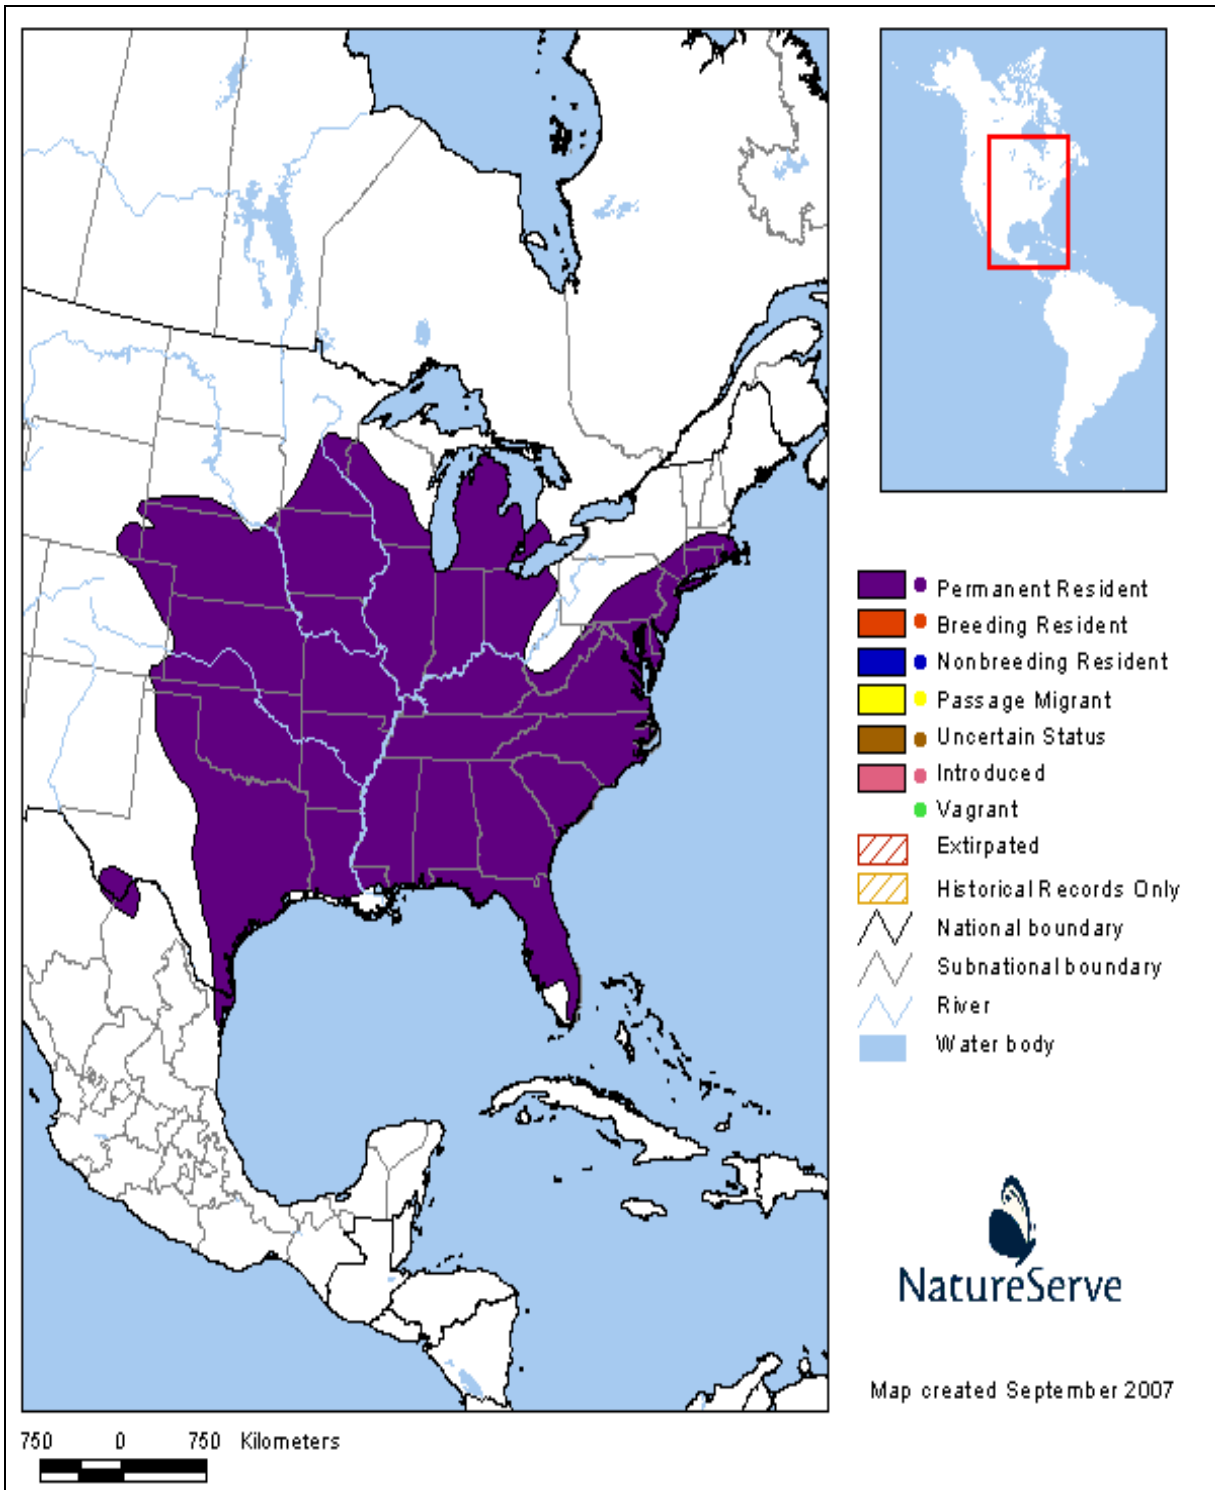 Permanent Resident
Breeding Resident
Nonbreeding Resident
Passage Migrant
Uncertain Status
Introduced
Vagrant
Extirpated
Historical Records Only
National boundary
Subnational boundary
River
Water body
NatureServe
Map created September 2007
750 0 750 Kilometers